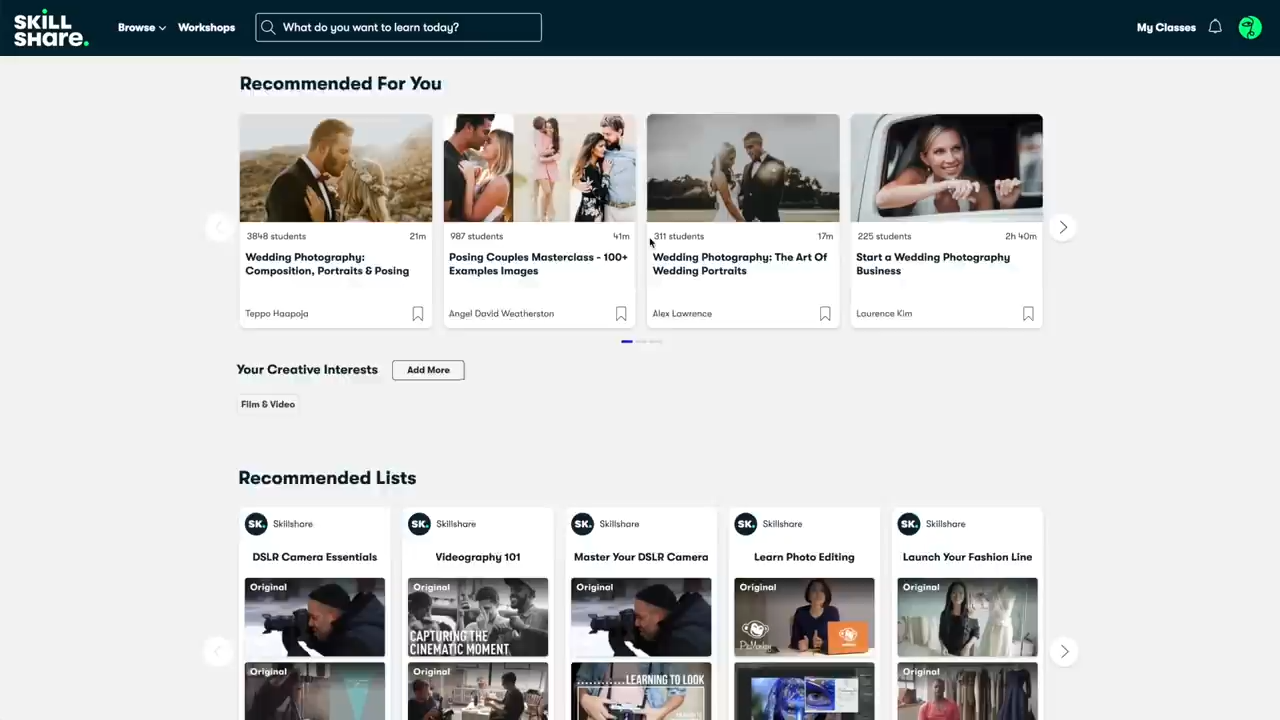 SKILL
SHare.
Browse
Workshops
What do you want to learn today?
My Classes
Recommended For You
3848 students
21m
Wedding Photography:
Composition, Portraits & Posing
Teppo Haapoja
987 students
41m
Posing Couples Masterclass - 100+
Examples Images
Angel David Weatherston
311 students
17m
Wedding Photography: The Art Of
Wedding Portraits
Alex Lawrence
225 students
2h 40m
Start a Wedding Photography
Business
Laurence Kim
Your Creative Interests
Add More
Film & Video
Recommended Lists
SK. Skillshare
DSLR Camera Essentials
Original
Original
SK. Skillshare
Videography 101
Original
CAPTURING THE
CINEMATIC MOMENT
Original
SK. Skillshare
Master Your DSLR Camera
Original
LEARNING TO LOOK
SK. Skillshare
Learn Photo Editing
Original
PicMonkey
SK. Skillshare
Launch Your Fashion Line
Original
Original